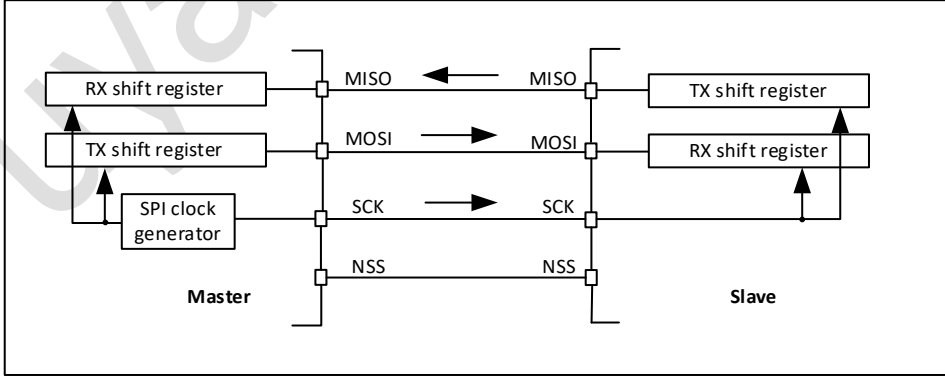 MISO MISO
RX shift register TX shift register
MOSI MOSI
TX shift register RX shift register
SPI clock
generator
SCK SCK
NSS NSS
Master Slave